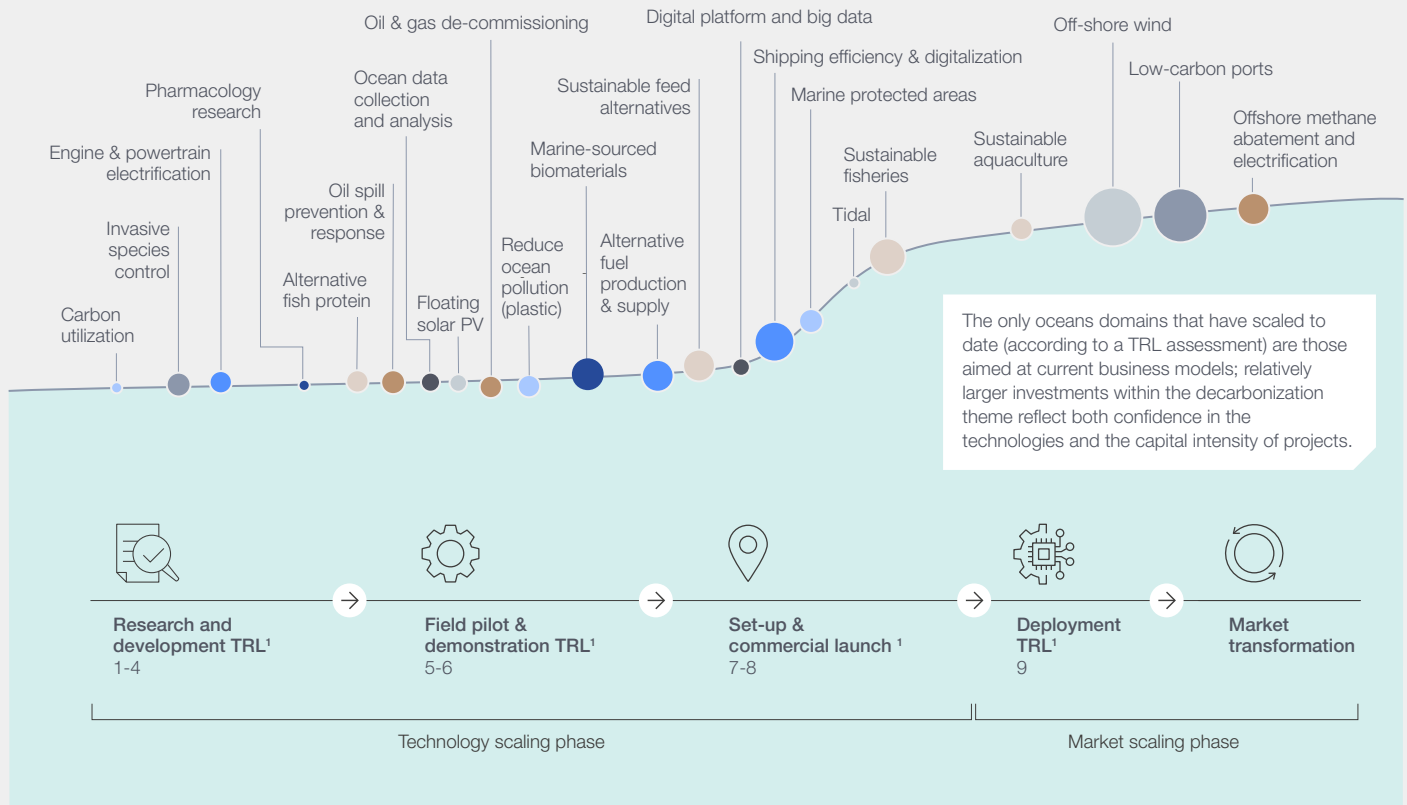 Oil & gas de-commissioning
Digital platform and big data
Off-shore wind
Shipping efficiency & digitalization
Low-carbon ports
Pharmacology
research
Ocean data
collection
and analysis
Sustainable feed
alternatives
Marine protected areas
Offshore methane
abatement and
electrification
Engine & powertrain
electrification
Marine-sourced
biomaterials
Sustainable
fisheries
Sustainable
aquaculture
Oil spill
prevention &
response
Tidal
Invasive
species
control
Reduce
ocean
pollution
(plastic)
Alternative
fuel
production
& supply
Alternative
fish protein
Floating
solar PV
Carbon
utilization
The only oceans domains that have scaled to
date (according to a TRL assessment) are those
aimed at current business models; relatively
larger investments within the decarbonization
theme reflect both confidence in the
technologies and the capital intensity of projects.
Research and
development TRL¹
1-4
Field pilot &
demonstration TRL¹
5-6
Set-up &
commercial launch ¹
7-8
Deployment
TRL¹
9
Market
transformation
Technology scaling phase
Market scaling phase